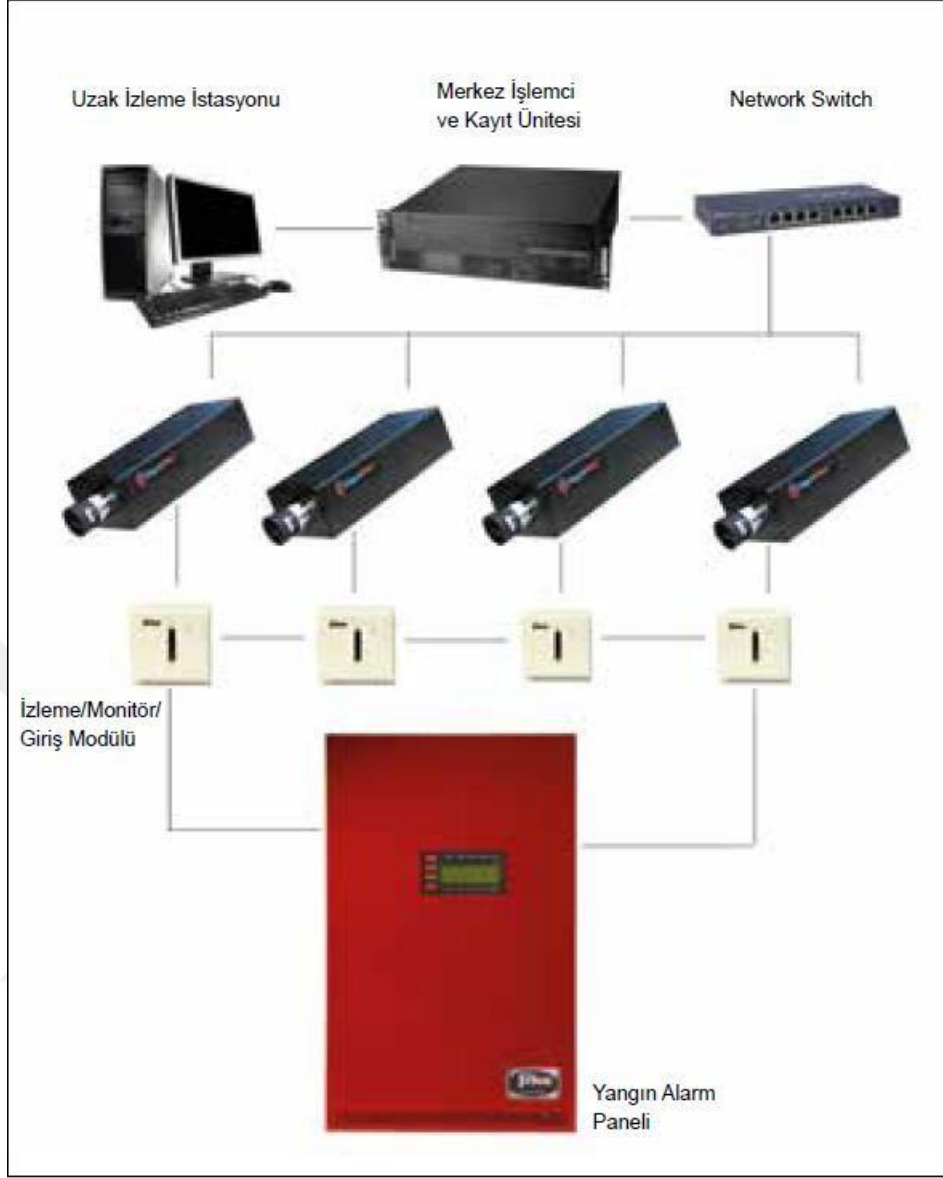 Uzak İzleme İstasyonu
Merkez İşlemci
ve Kayıt Ünitesi
Network Switch
İzleme/Monitör/
Giriş Modülü
Yangın Alarm
Paneli